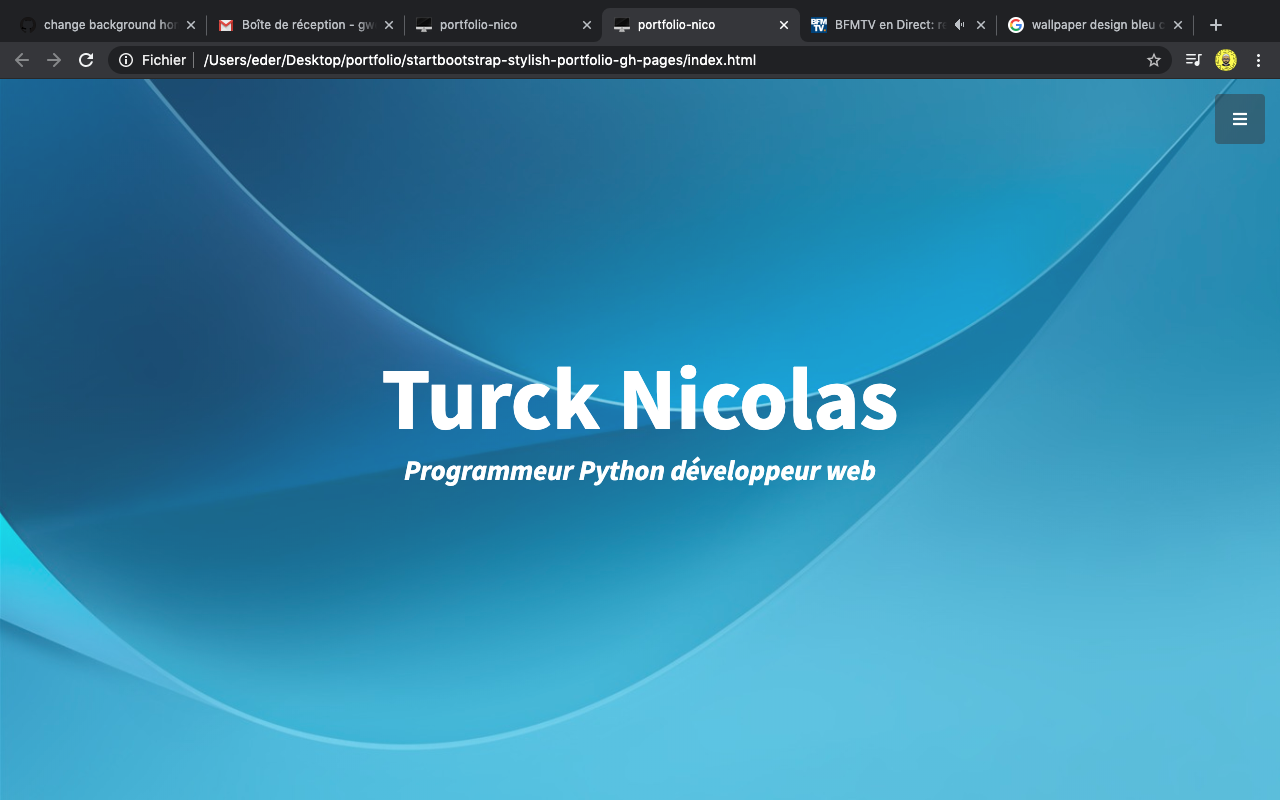 change background hor
Boîte de réception - gw
portfolio-nico
portfolio-nico
BFMTV en Direct: re
wallpaper design bleu c
Fichier
/Users/eder/Desktop/portfolio/startbootstrap-stylish-portfolio-gh-pages/index.html
Turck Nicolas
Programmeur Python développeur web